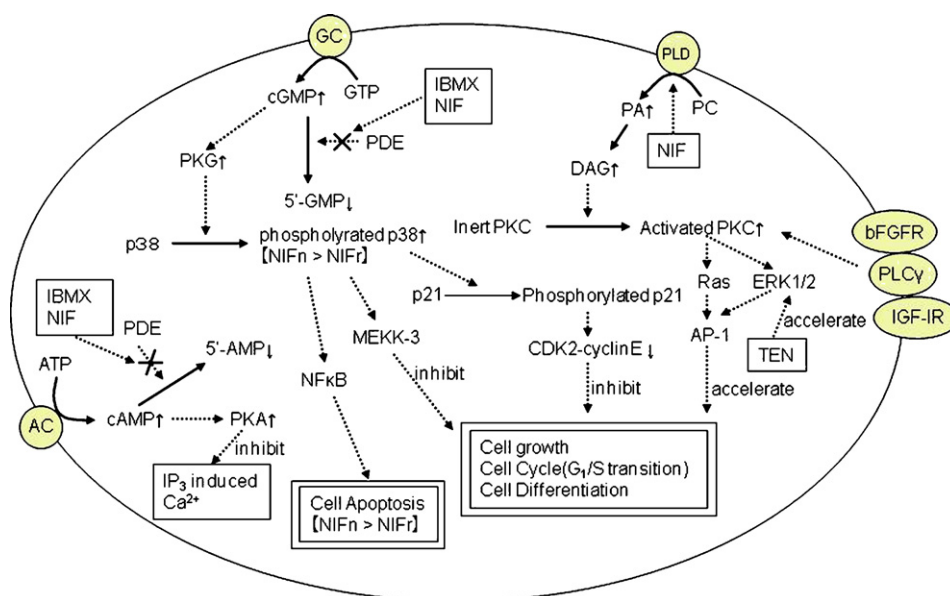 GC
PLD
cGMP↑
GTP
IBMX
NIF
PDE
PKG↑
5'-GMP↓
PA↑
PC
NIF
DAG↑
p38
phospholyrated p38↑
【NIFn > NIFr】
Inert PKC
Activated PKC↑
bFGFR
PLCγ
IGF-IR
p21
Phosphorylated p21
Ras
ERK1/2
accelerate
AP-1
TEN
IBMX
NIF
PDE
5'-AMP↓
ATP
AC
cAMP↑
PKA↑
inhibit
IP3 induced
Ca2+
NFκB
MEKK-3
inhibit
CDK2-cyclinE↓
inhibit
accelerate
Cell Apoptosis
【NIFn > NIFr】
Cell growth
Cell Cycle(G1/S transition)
Cell Differentiation